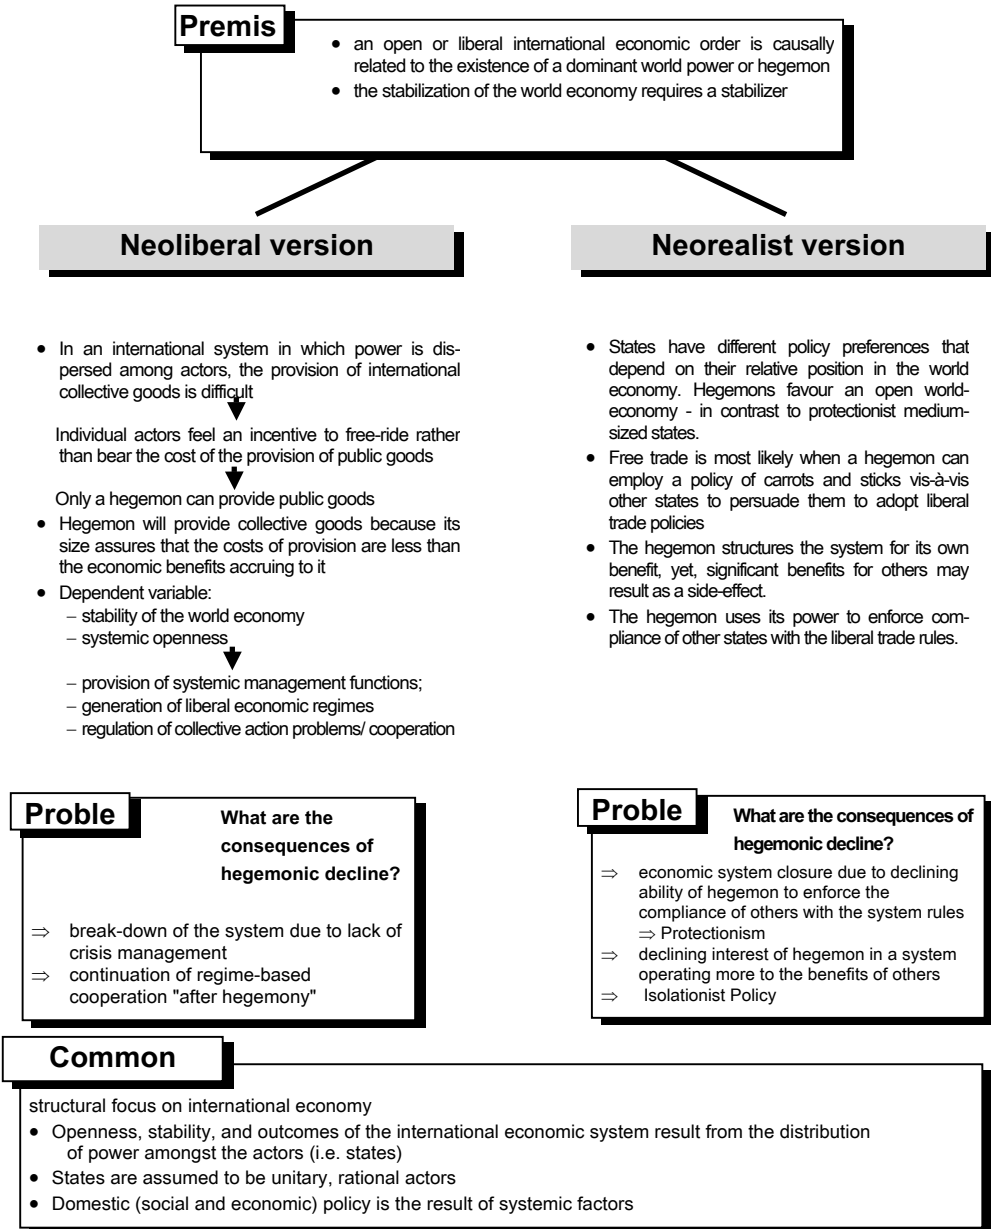 Premis
• an open or liberal international economic order is causally
related to the existence of a dominant world power or hegemon
• the stabilization of the world economy requires a stabilizer
Neoliberal version
• In an international system in which power is dis-
persed among actors, the provision of international
collective goods is difficult
Individual actors feel an incentive to free-ride rather
than bear the cost of the provision of public goods
Only a hegemon can provide public goods
• Hegemon will provide collective goods because its
size assures that the costs of provision are less than
the economic benefits accruing to it
• Dependent variable:
– stability of the world economy
– systemic openness
– provision of systemic management functions;
– generation of liberal economic regimes
– regulation of collective action problems/ cooperation
Neorealist version
• States have different policy preferences that
depend on their relative position in the world
economy. Hegemons favour an open world-
economy - in contrast to protectionist medium-
sized states.
• Free trade is most likely when a hegemon can
employ a policy of carrots and sticks vis-à-vis
other states to persuade them to adopt liberal
trade policies
• The hegemon structures the system for its own
benefit, yet, significant benefits for others may
result as a side-effect.
• The hegemon uses its power to enforce com-
pliance of other states with the liberal trade rules.
Proble
What are the
consequences of
hegemonic decline?
⇒ break-down of the system due to lack of
crisis management
⇒ continuation of regime-based
cooperation "after hegemony"
Proble
What are the consequences of
hegemonic decline?
⇒ economic system closure due to declining
ability of hegemon to enforce the
compliance of others with the system rules
⇒ Protectionism
⇒ declining interest of hegemon in a system
operating more to the benefits of others
⇒ Isolationist Policy
Common
structural focus on international economy
• Openness, stability, and outcomes of the international economic system result from the distribution
of power amongst the actors (i.e. states)
• States are assumed to be unitary, rational actors
• Domestic (social and economic) policy is the result of systemic factors